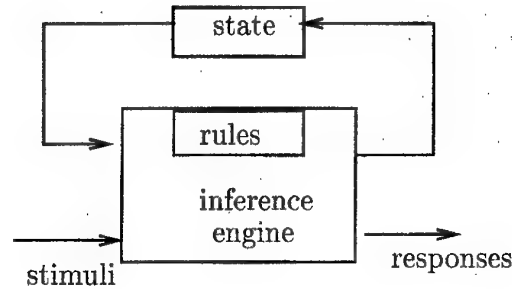 state
rules
inference
engine
stimuli
responses